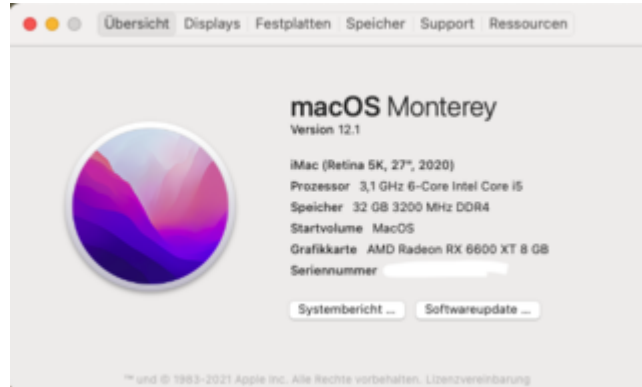 Übersicht Displays Festplatten Speicher Support Ressourcen
macOS Monterey
Version 12.1
iMac (Retina 5K, 27", 2020)
Prozessor 3,1 GHz 6-Core Intel Core i5
Speicher 32 GB 3200 MHz DDR4
Startvolume MacOS
Grafikkarte AMD Radeon RX 6600 XT 8 GB
Seriennummer
Systembericht ... Softwareupdate ...
™ und © 1983-2021 Apple Inc. Alle Rechte vorbehalten. Lizenzvereinbarung